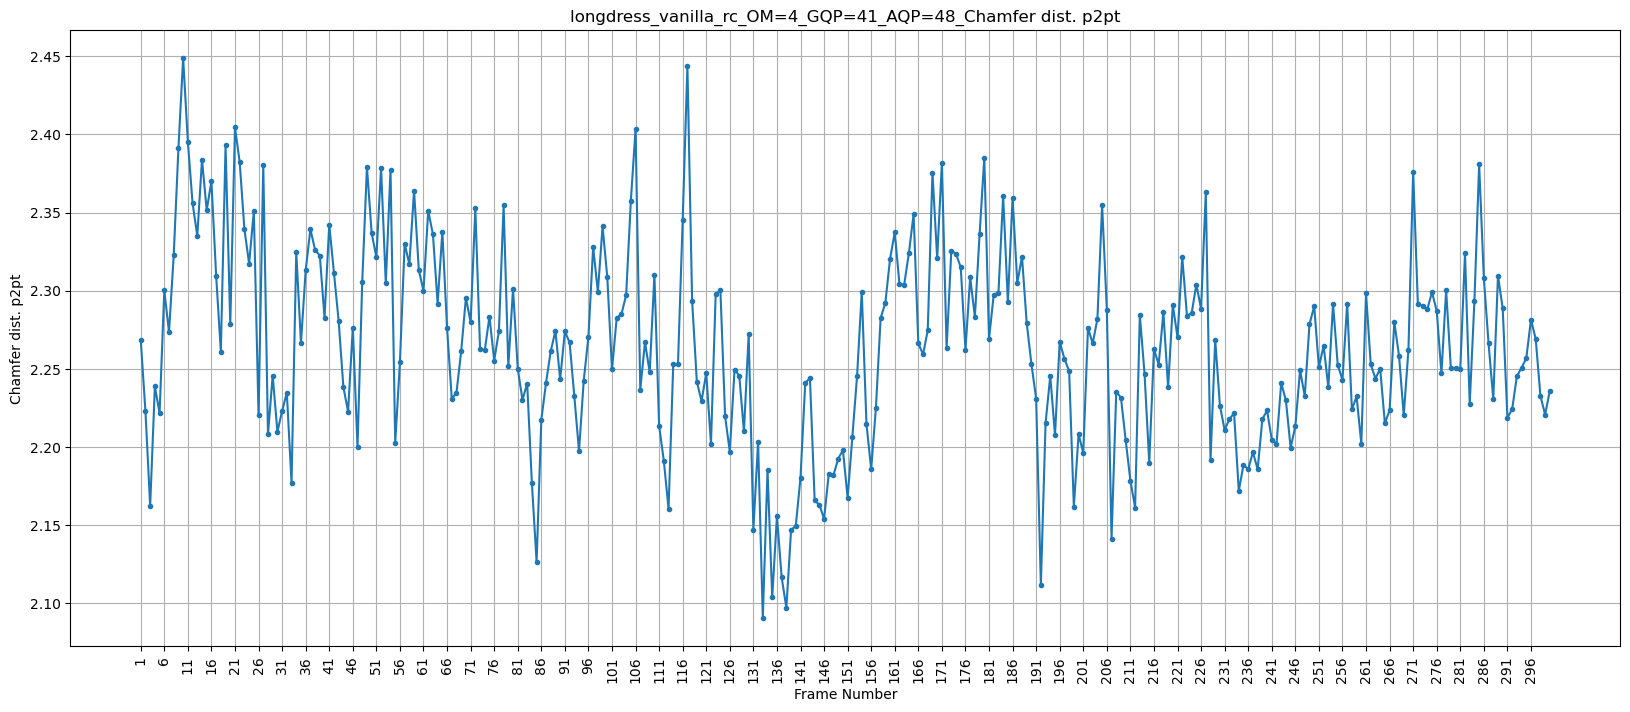 longdress_vanilla_rc_OM=4_GQP=41_AQP=48_Chamfer dist. p2pt
Chamfer dist. p2pt
2.45
2.40
2.35
2.30
2.25
2.20
2.15
2.10
1 6 11 16 21 26 31 36 41 46 51 56 61 66 71 76 81 86 91 96 101 106 111 116 121 126 131 136 141 146 151 156 161 166 171 176 181 186 191 196 201 206 211 216 221 226 231 236 241 246 251 256 261 266 271 276 281 286 291 296
Frame Number